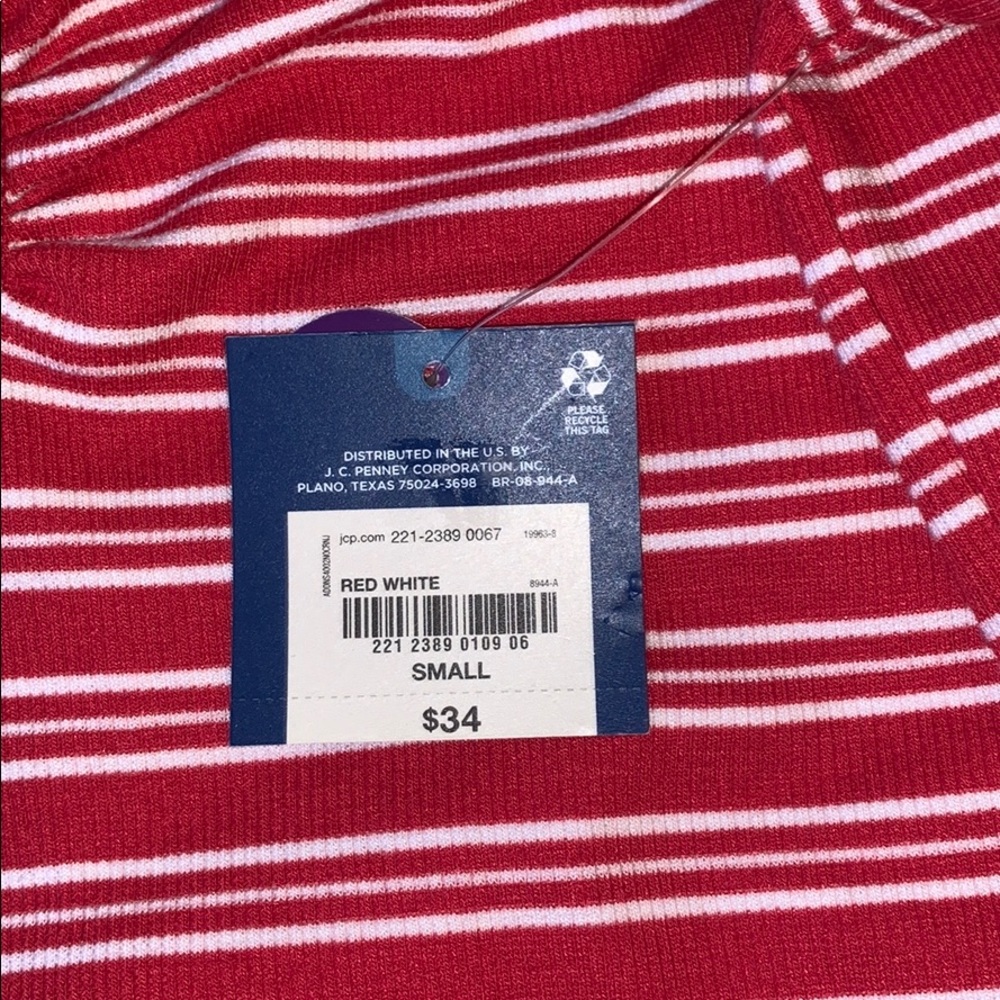 PLEASE
RECYCLE
THIS TAG
DISTRIBUTED IN THE U.S. BY
J. C. PENNEY CORPORATION, INC.,
PLANO, TEXAS 75024-3698 BR-08-944-A
jcp.com 221-2389 0067 19963-8
RED WHITE 8944-A
221 2389 0109 06
SMALL
$34